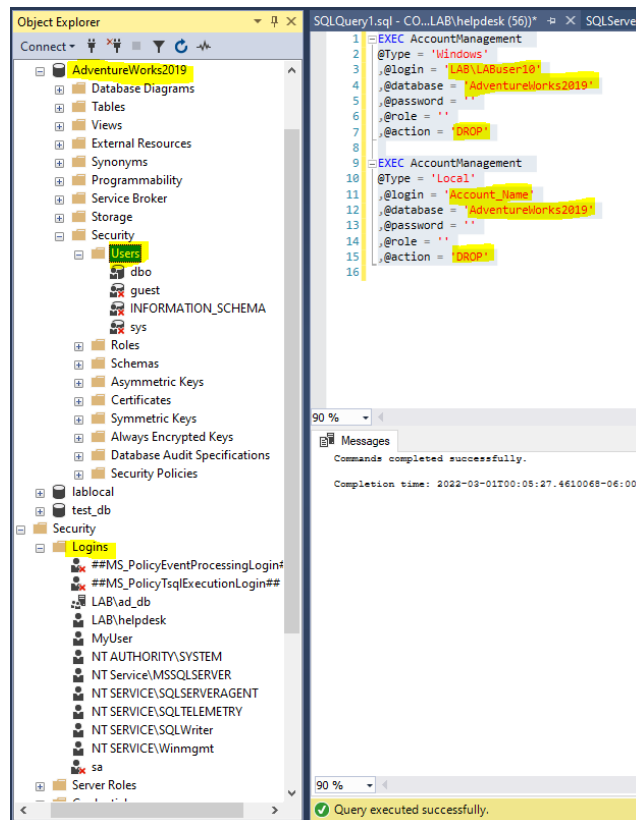 Object Explorer
Connect
AdventureWorks2019
Database Diagrams
Tables
Views
External Resources
Synonyms
Programmability
Service Broker
Storage
Security
Users
dbo
guest
INFORMATION_SCHEMA
sys
Roles
Schemas
Asymmetric Keys
Certificates
Symmetric Keys
Always Encrypted Keys
Database Audit Specifications
Security Policies
lablocal
test_db
Security
Logins
##MS_PolicyEventProcessingLogin#
##MS_PolicyTsqlExecutionLogin##
LAB\ad_db
LAB\helpdesk
MyUser
NT AUTHORITY\SYSTEM
NT Service\MSSQLSERVER
NT SERVICE\SQLSERVERAGENT
NT SERVICE\SQLTELEMETRY
NT SERVICE\SQLWriter
NT SERVICE\Winmgmt
sa
Server Roles
SQLQuery1.sql - CO...LAB\helpdesk (56))* SQLServe
1 EXEC AccountManagement
2 @Type = 'Windows'
3 ,@login = 'LAB\LABuser10'
4 ,@database = 'AdventureWorks2019'
5 ,@password = ''
6 ,@role = ''
7 ,@action = 'DROP'
8
9 EXEC AccountManagement
10 @Type = 'Local'
11 ,@login = 'Account_Name'
12 ,@database = 'AdventureWorks2019'
13 ,@password = ''
14 ,@role = ''
15 ,@action = 'DROP'
16
90 %
Messages
Commands completed successfully.
Completion time: 2022-03-01T00:05:27.4610068-06:00
90 %
Query executed successfully.